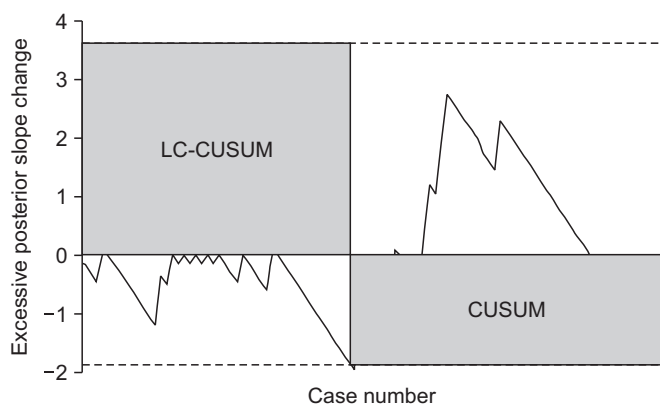 Excessive posterior slope change
4
3
2
1
0
−1
−2
LC-CUSUM
CUSUM
Case number